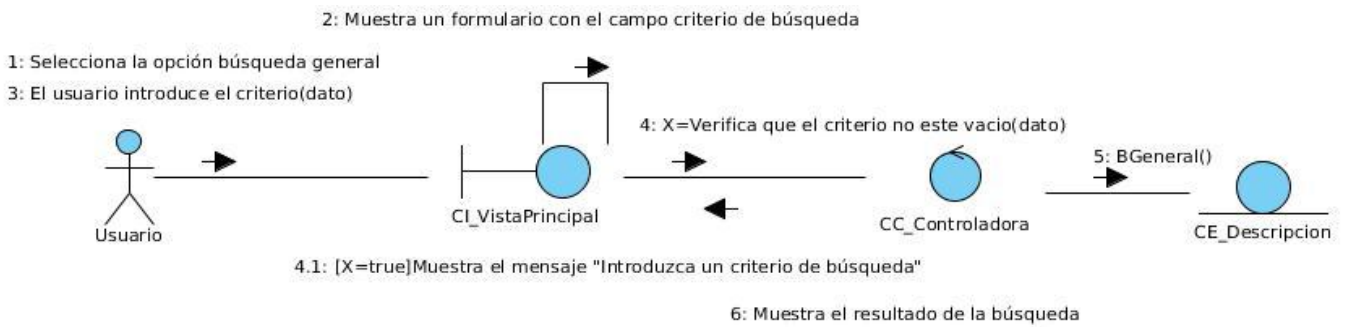 2: Muestra un formulario con el campo criterio de búsqueda
1: Selecciona la opción búsqueda general
3: El usuario introduce el criterio(dato)
4: X=Verifica que el criterio no este vacio(dato)
5: BGeneral()
Usuario
CI_VistaPrincipal
CC_Controladora
CE_Descripcion
4.1: [X=true]Muestra el mensaje "Introduzca un criterio de búsqueda"
6: Muestra el resultado de la búsqueda